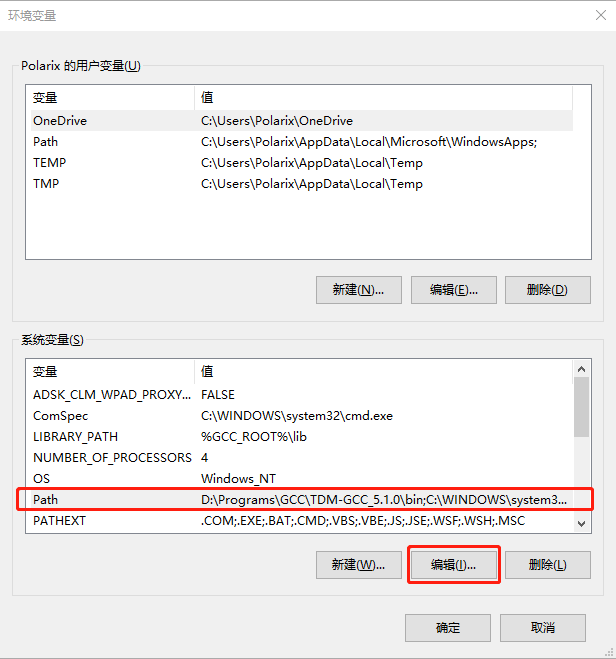 环境变量
Polarix 的用户变量(U)
变量 值
OneDrive C:\Users\Polarix\OneDrive
Path C:\Users\Polarix\AppData\Local\Microsoft\WindowsApps;
TEMP C:\Users\Polarix\AppData\Local\Temp
TMP C:\Users\Polarix\AppData\Local\Temp
新建(N)... 编辑(E)... 删除(D)
系统变量(S)
变量 值
ADSK_CLM_WPAD_PROXY... FALSE
ComSpec C:\WINDOWS\system32\cmd.exe
LIBRARY_PATH %GCC_ROOT%\lib
NUMBER_OF_PROCESSORS 4
OS Windows_NT
Path D:\Programs\GCC\TDM-GCC_5.1.0\bin;C:\WINDOWS\system3...
PATHEXT .COM;.EXE;.BAT;.CMD;.VBS;.VBE;.JS;.JSE;.WSF;.WSH;.MSC
新建(W)... 编辑(I)... 删除(L)
确定 取消